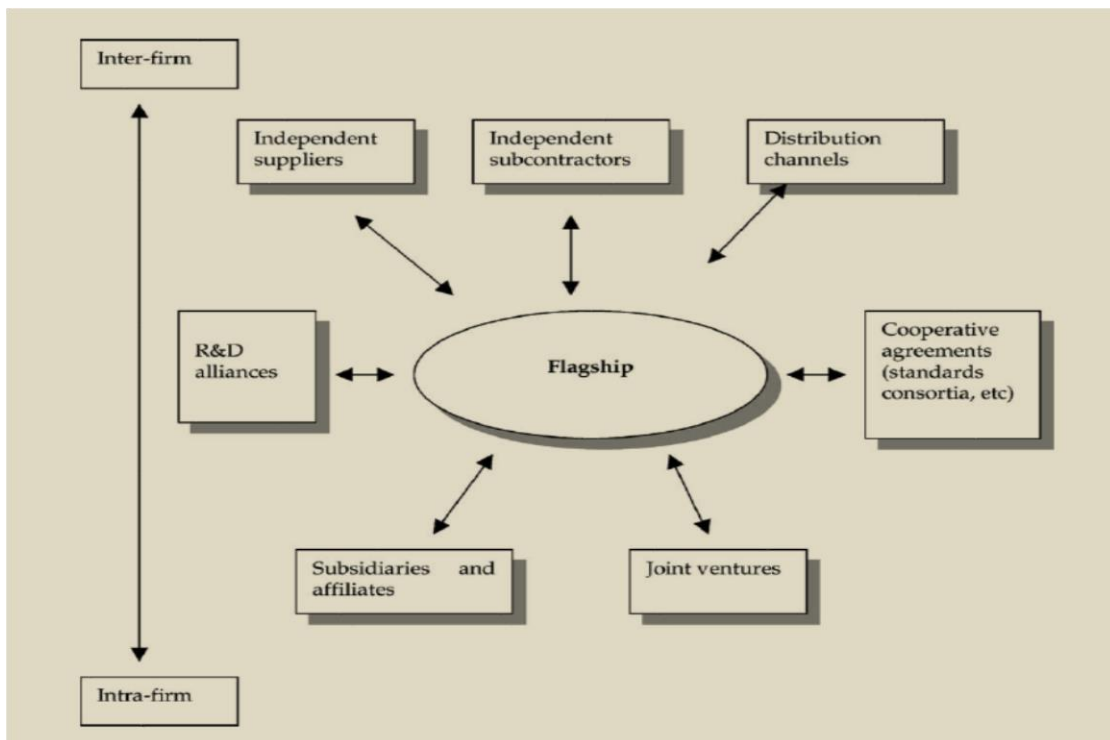 Inter-firm
Independent
suppliers
Independent
subcontractors
Distribution
channels
R&D
alliances
Flagship
Cooperative
agreements
(standards
consortia, etc)
Subsidiaries and
affiliates
Joint ventures
Intra-firm